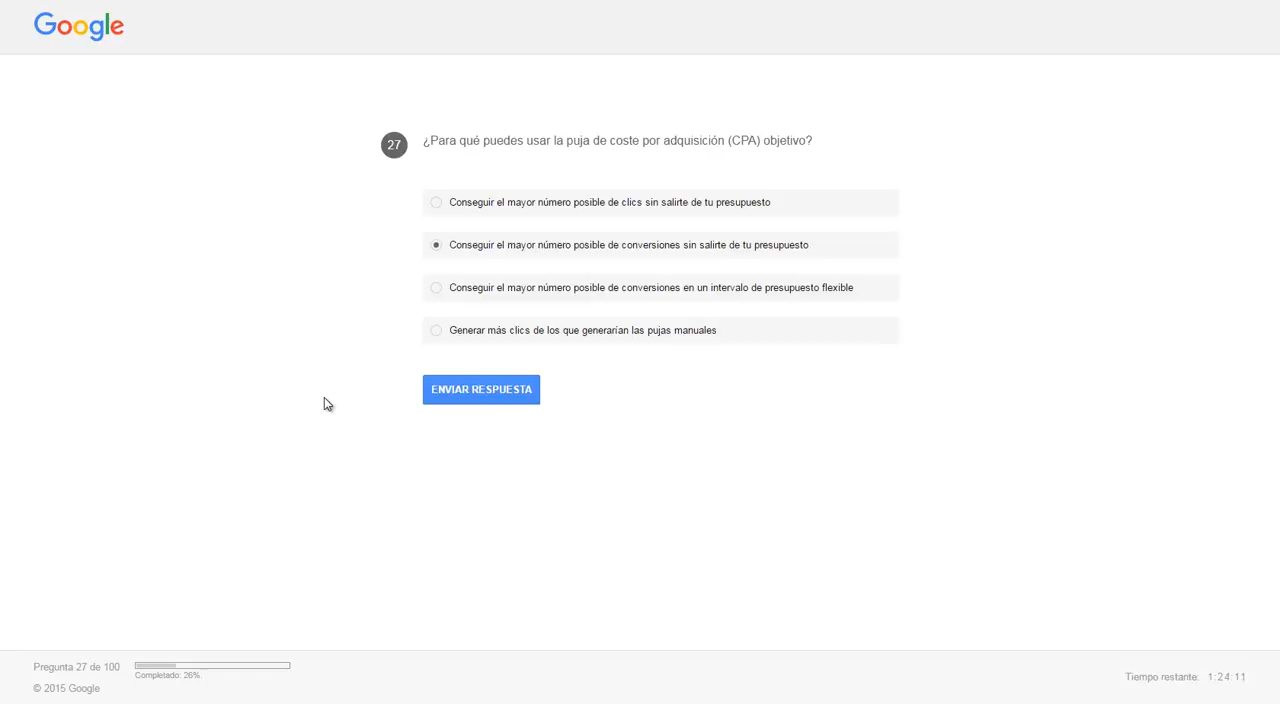 Google
27
¿Para qué puedes usar la puja de coste por adquisición (CPA) objetivo?
Conseguir el mayor número posible de clics sin salirte de tu presupuesto
Conseguir el mayor número posible de conversiones sin salirte de tu presupuesto
Conseguir el mayor número posible de conversiones en un intervalo de presupuesto flexible
Generar más clics de los que generarían las pujas manuales
ENVIAR RESPUESTA
Pregunta 27 de 100
Completado: 26%.
© 2015 Google
Tiempo restante: 1:24:11